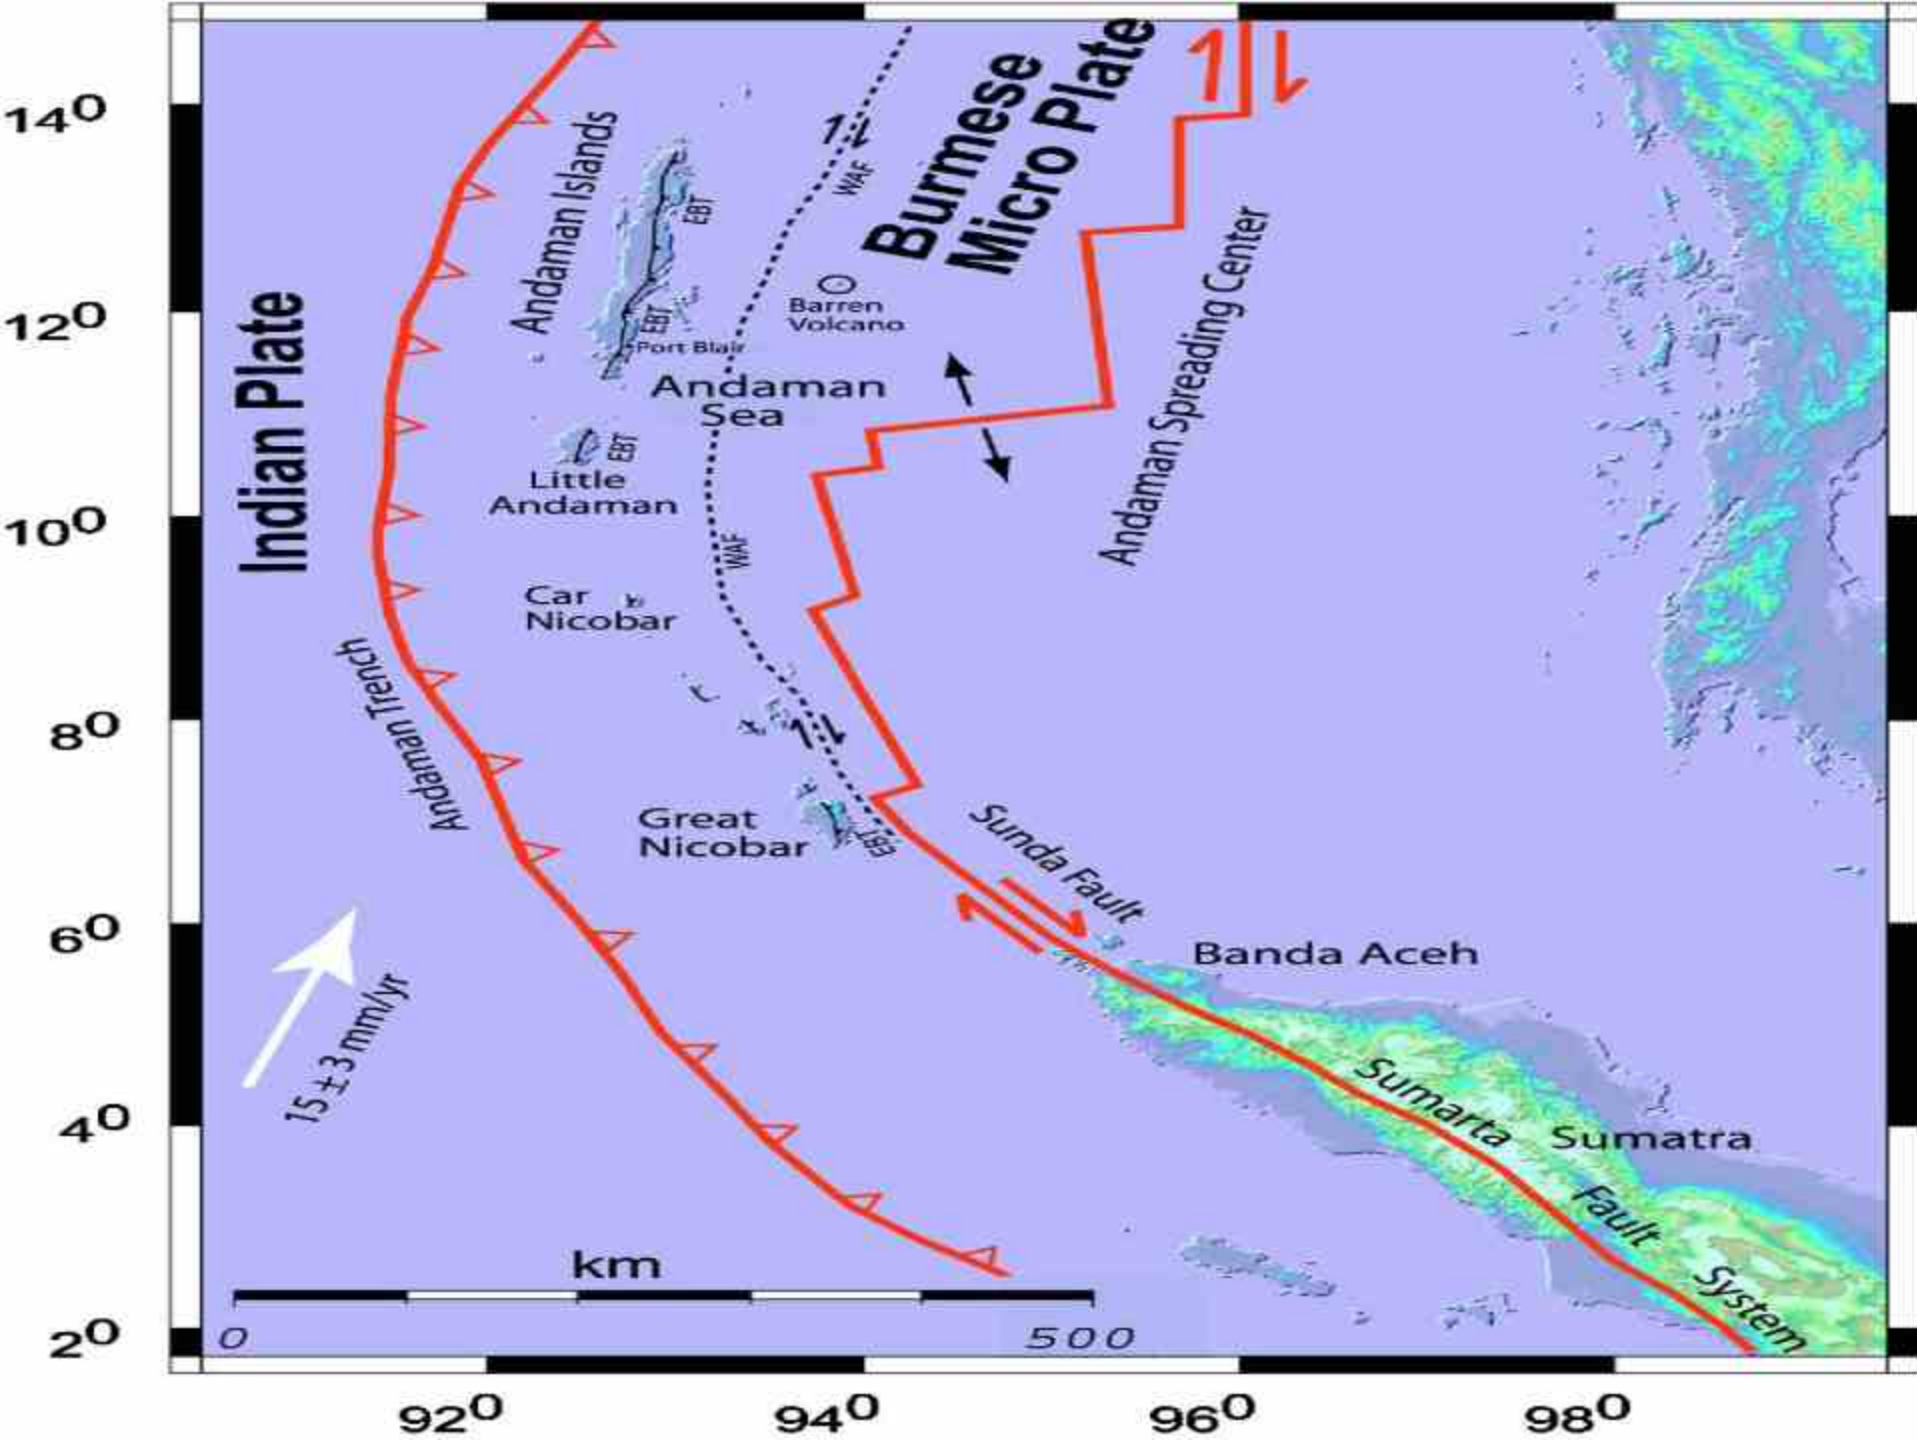 14⁰
12⁰
10⁰
8⁰
6⁰
4⁰
2⁰
92⁰
94⁰
96⁰
98⁰
Indian Plate
Andaman Islands
EBT
EBT
Port Blair
WAF
Burmese
Micro Plate
Barren
Volcano
Andaman
Sea
Andaman Spreading Center
EBT
Little
Andaman
WAF
Car
Nicobar
Andaman Trench
Great
Nicobar
EBT
Sunda Fault
15 ± 3 mm/yr
Banda Aceh
Sumarta
Fault
System
Sumatra
km
0
500